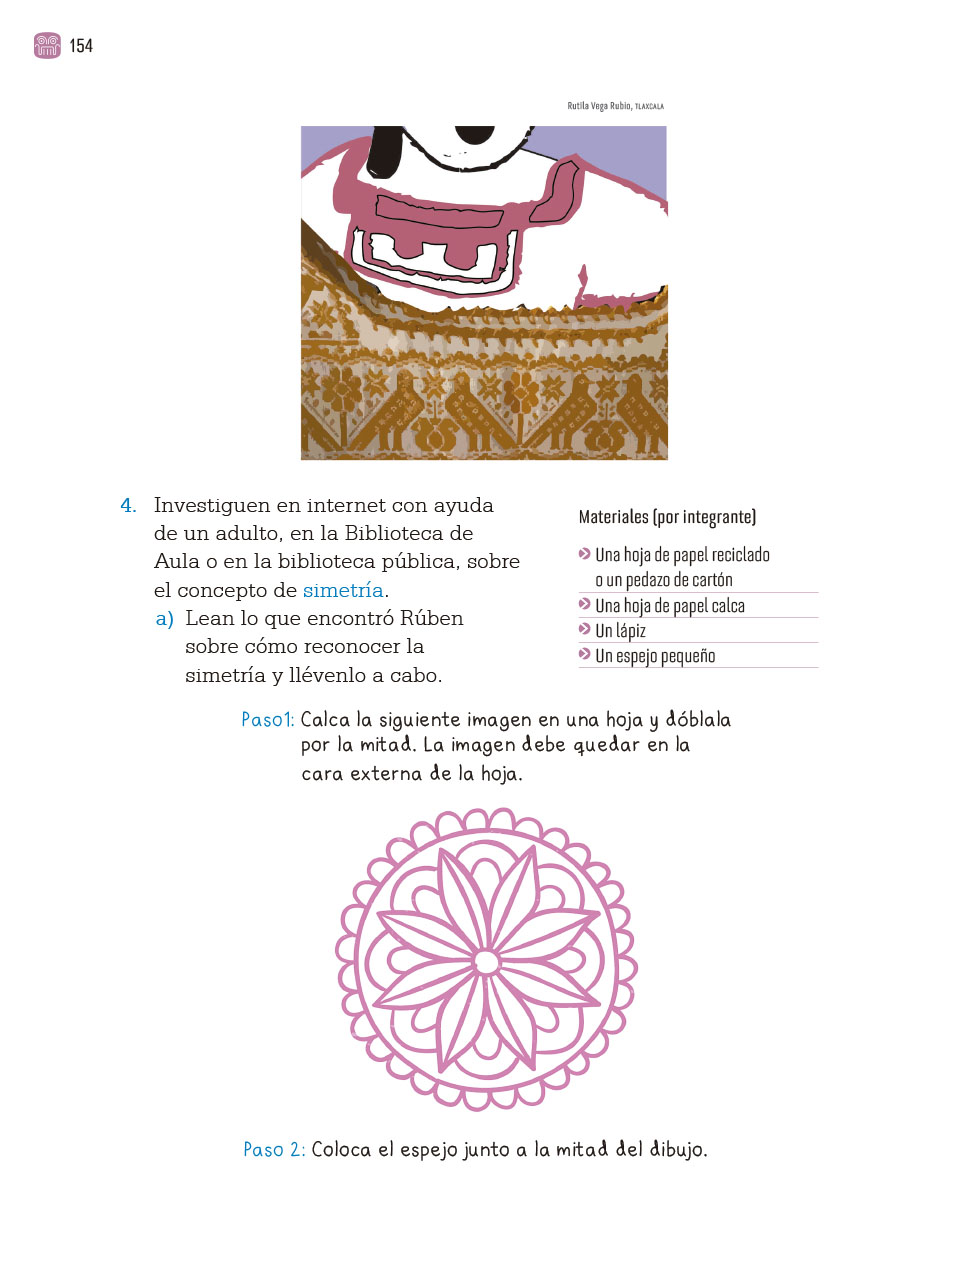 154
Rutila Vega Rubio, TLAXCALA
4. Investiguen en internet con ayuda
de un adulto, en la Biblioteca de
Aula o en la biblioteca pública, sobre
el concepto de simetría.
a) Lean lo que encontró Rúben
sobre cómo reconocer la
simetría y llévenlo a cabo.
Materiales (por integrante)
Una hoja de papel reciclado
o un pedazo de cartón
Una hoja de papel calca
Un lápiz
Un espejo pequeño
Paso1: Calca la siguiente imagen en una hoja y dóblala
por la mitad. La imagen debe quedar en la
cara externa de la hoja.
Paso 2: Coloca el espejo junto a la mitad del dibujo.